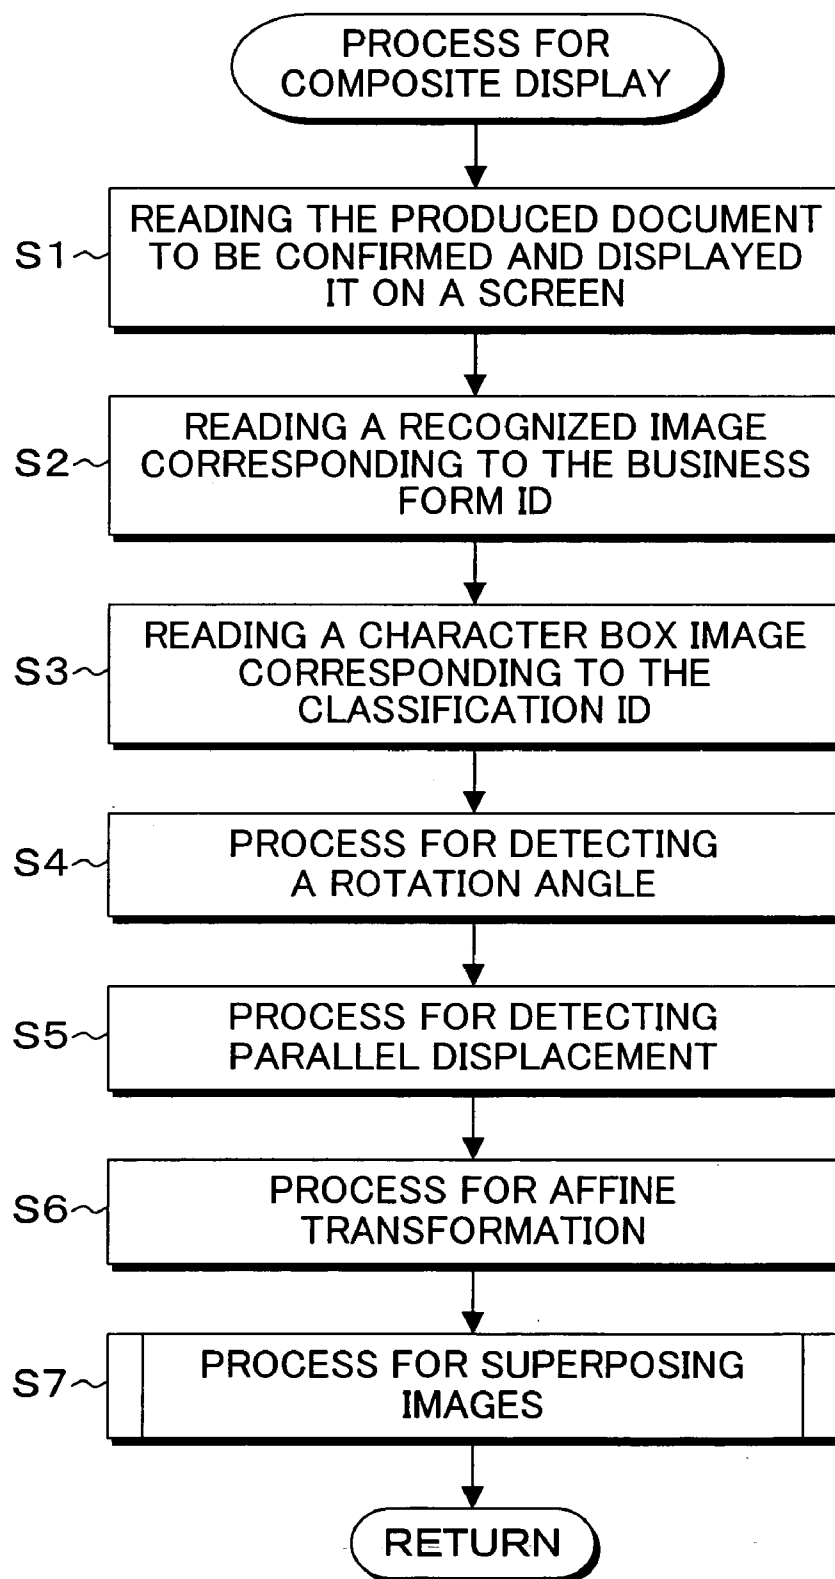 PROCESS FOR
COMPOSITE DISPLAY
S1
READING THE PRODUCED DOCUMENT
TO BE CONFIRMED AND DISPLAYED
IT ON A SCREEN
S2
READING A RECOGNIZED IMAGE
CORRESPONDING TO THE BUSINESS
FORM ID
S3
READING A CHARACTER BOX IMAGE
CORRESPONDING TO THE
CLASSIFICATION ID
S4
PROCESS FOR DETECTING
A ROTATION ANGLE
S5
PROCESS FOR DETECTING
PARALLEL DISPLACEMENT
S6
PROCESS FOR AFFINE
TRANSFORMATION
S7
PROCESS FOR SUPERPOSING
IMAGES
RETURN